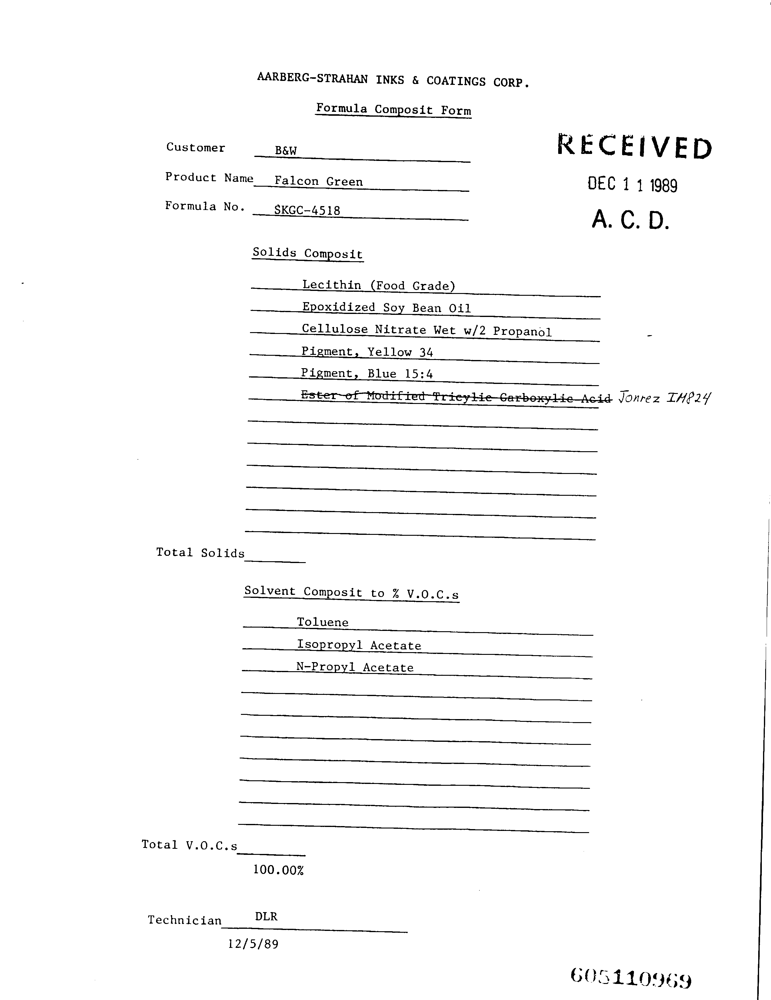 AARBERG-STRAHAN INKS & COATINGS CORP.
Formula Composit Form
Customer B&W
RECEIVED
Product Name Falcon Green
DEC 1 1 1989
Formula No. SKGC-4518
A. C. D.
Solids Composit
Lecithin (Food Grade)
Epoxidized Soy Bean Oil
Cellulose Nitrate Wet w/2 Propanol
Pigment, Yellow 34
Pigment, Blue 15:4
Ester of Modified Tricylic Carboxylic Acid Jonrez IH824
Total Solids
Solvent Composit to % V.O.C.s
Toluene
Isopropyl Acetate
N-Propyl Acetate
Total V.O.C.s
100.00%
Technician DLR
12/5/89
605110969